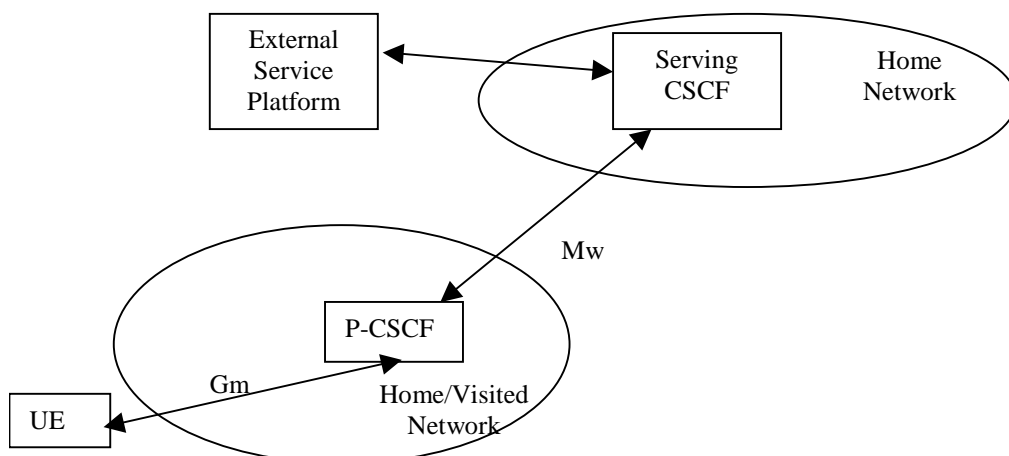 External
Service
Platform
Serving
CSCF
Home
Network
Mw
P-CSCF
Gm
Home/Visited
Network
UE